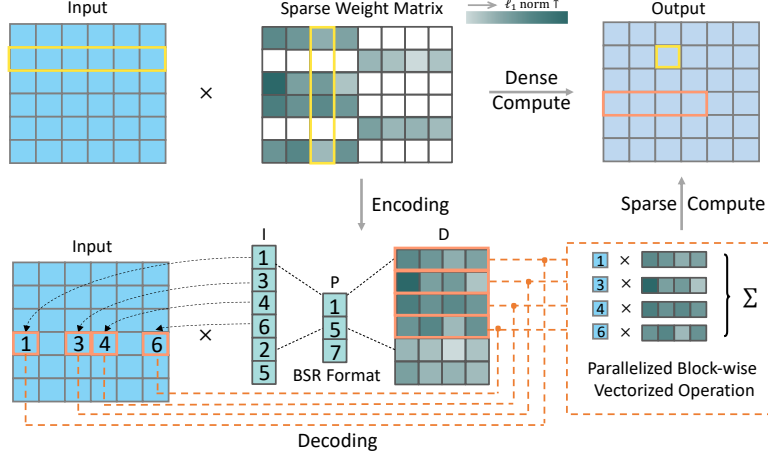 Input
Sparse Weight Matrix
ℓ₁ norm ↑
Output
×
Dense
Compute
Encoding
Sparse
Compute
Input
I
P
D
1
3
4
6
2
5
1
5
7
BSR Format
1
3
4
6
×
1 ×
3 ×
4 ×
6 ×
Σ
Parallelized Block-wise
Vectorized Operation
Decoding